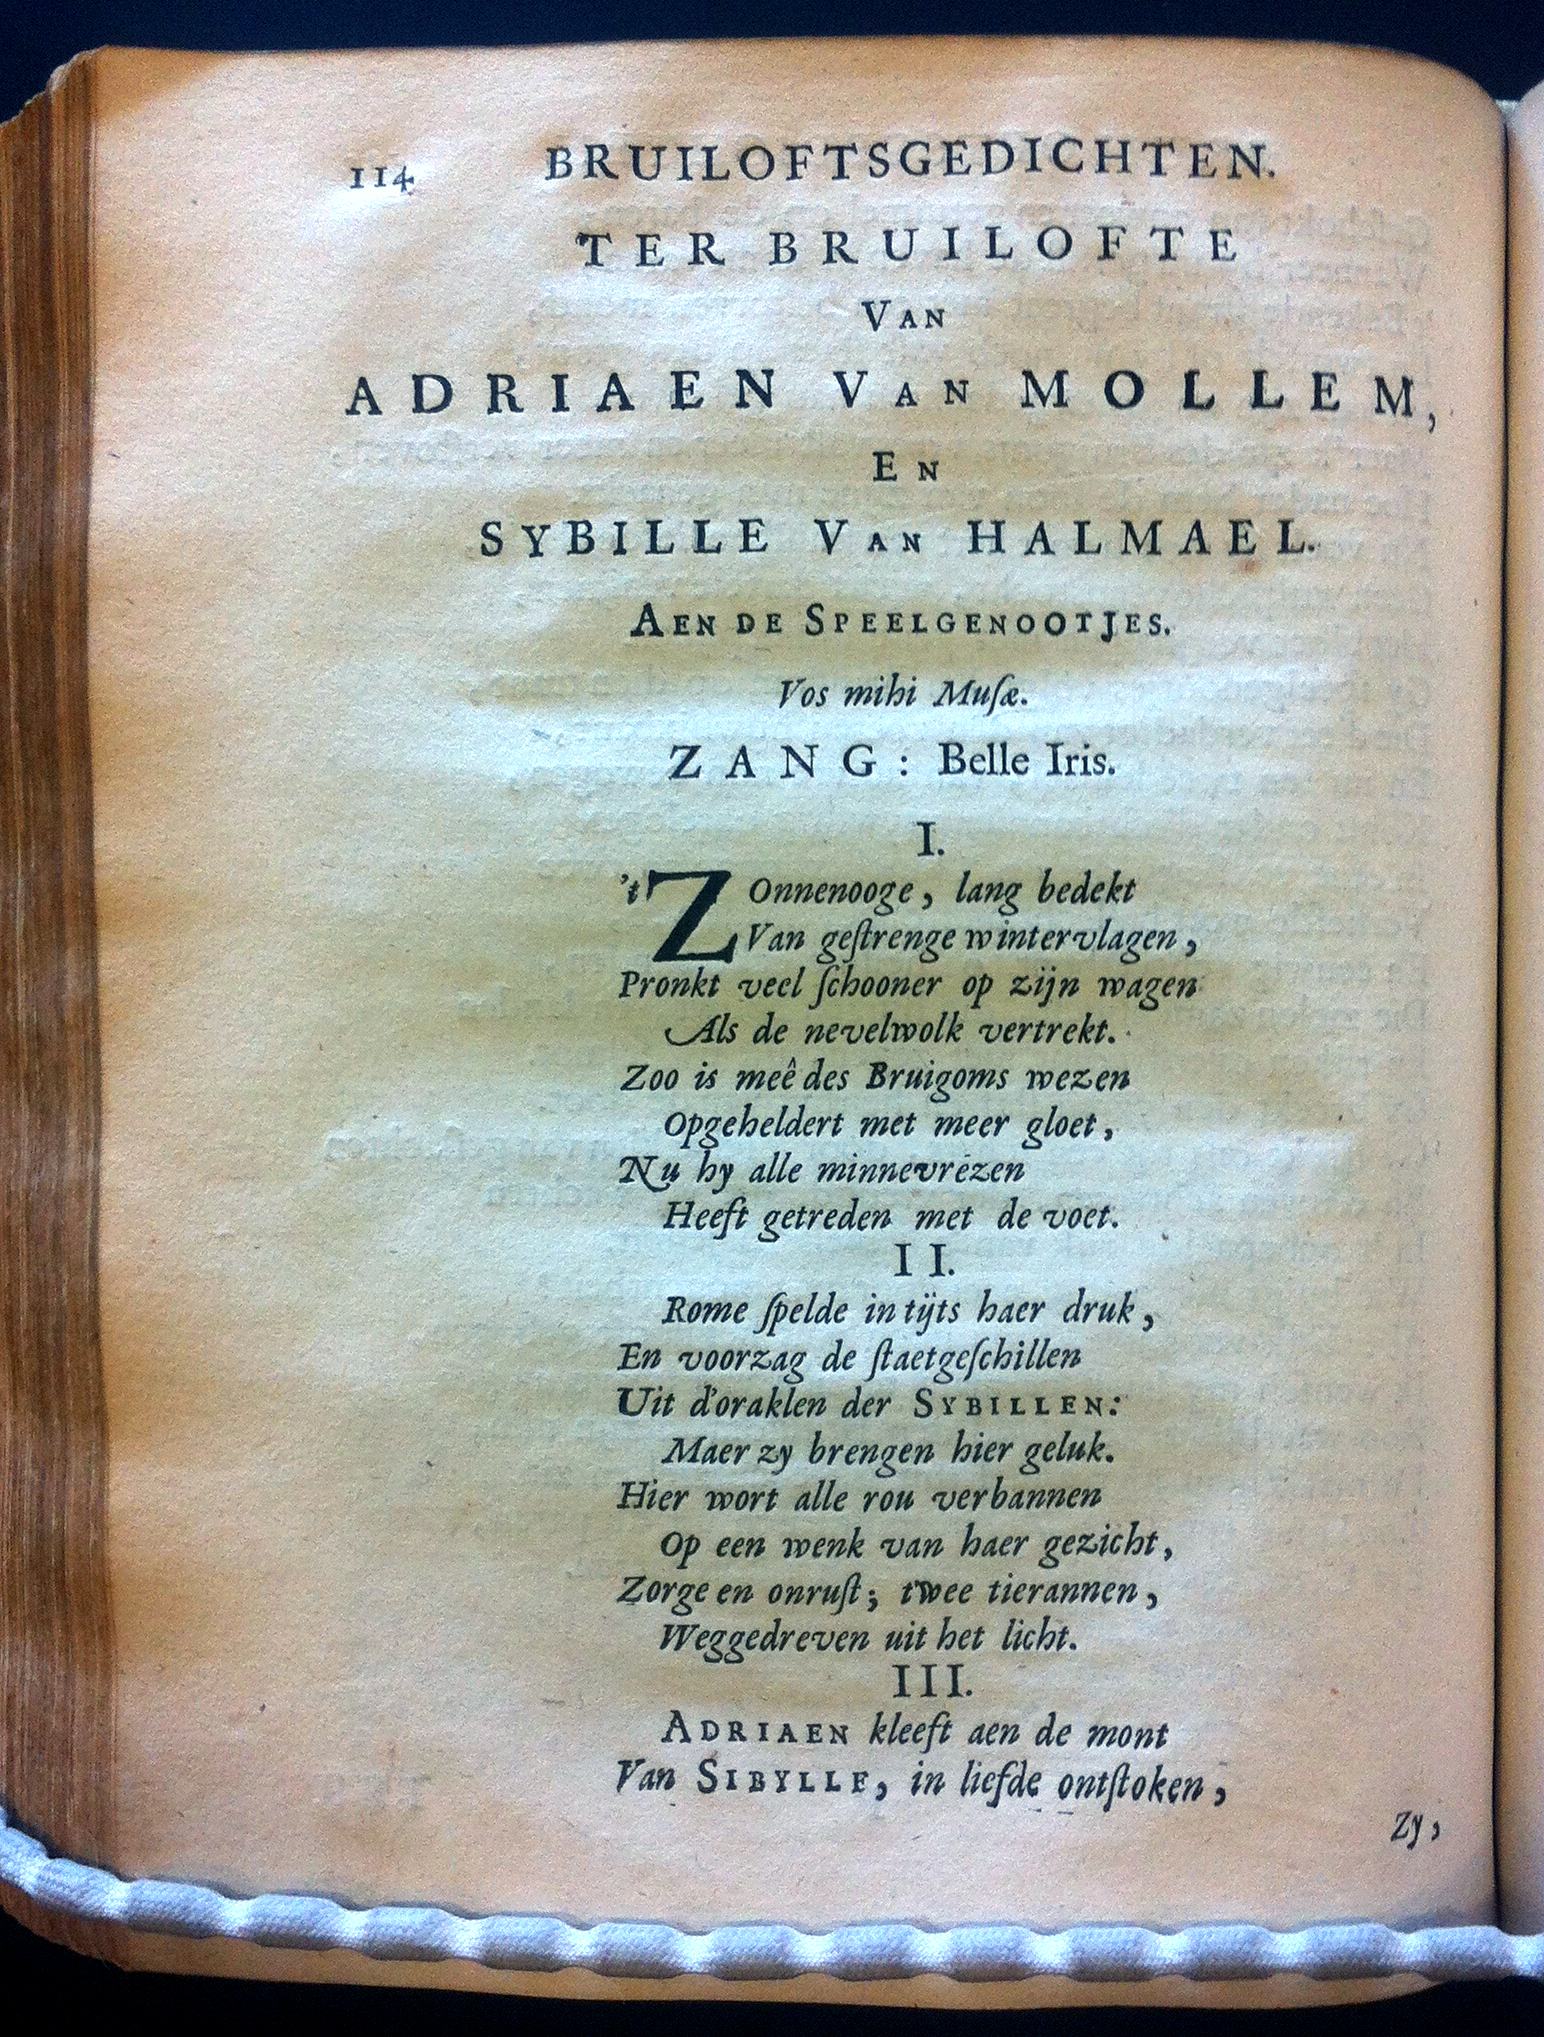 114 BRUILOFTSGEDICHTEN.
TER BRUILOFTE
VAN
ADRIAEN VAN MOLLEM,
EN
SYBILLE VAN HALMAEL.
AEN DE SPEELGENOOTJES.
Vos mihi Muſæ.
ZANG: Belle Iris.
I.
't ZOnnenooge, lang bedekt
Van geſtrenge wintervlagen,
Pronkt veel ſchooner op zijn wagen
Als de nevelwolk vertrekt.
Zoo is meê des Bruigoms wezen
Opgeheldert met meer gloet,
Nu hy alle minnevrézen
Heeft getreden met de voet.
II.
Rome ſpelde in tijts haer druk,
En voorzag de ſtaetgeſchillen
Uit d'oraklen der SYBILLEN:
Maer zy brengen hier geluk.
Hier wort alle rou verbannen
Op een wenk van haer gezicht,
Zorge en onruſt; twee tierannen,
Weggedreven uit het licht.
III.
ADRIAEN kleeft aen de mont
Van SIBYLLE, in liefde ontſtoken,
Zy,